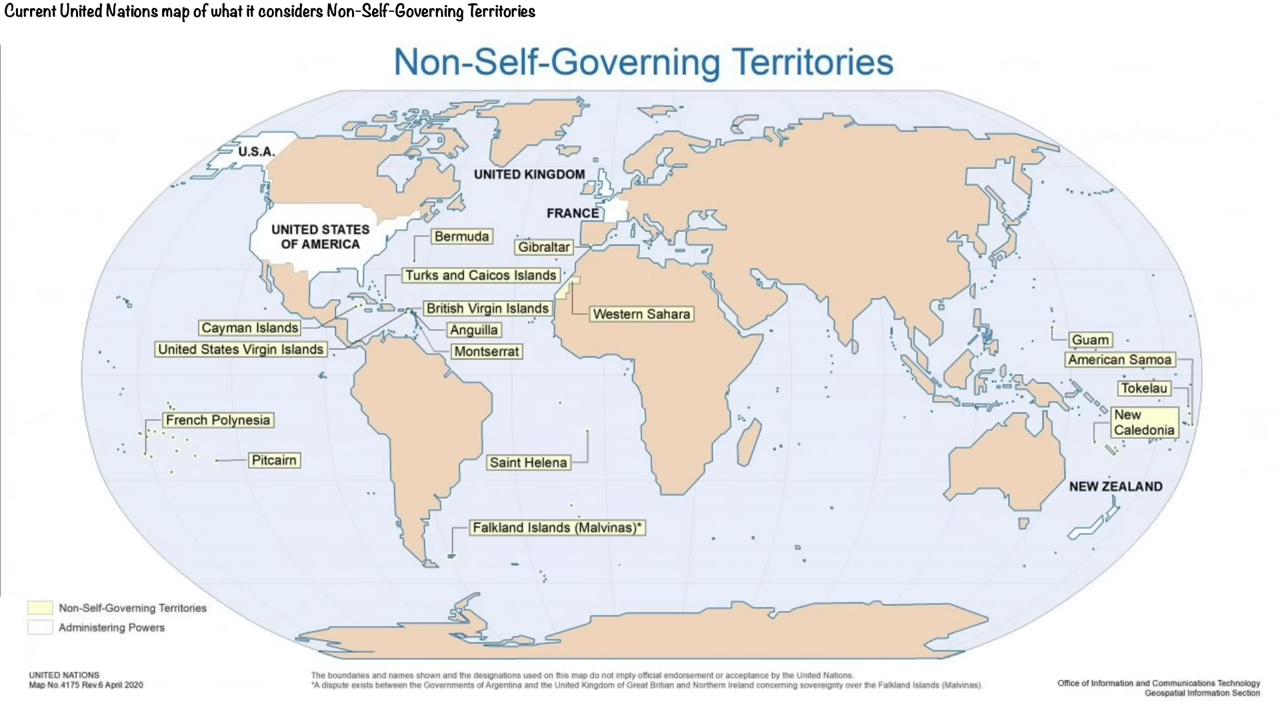 Current United Nations map of what it considers Non-Self-Governing Territories
Non-Self-Governing Territories
U.S.A.
UNITED KINGDOM
FRANCE
UNITED STATES
OF AMERICA
Bermuda
Gibraltar
Turks and Caicos Islands
British Virgin Islands
Western Sahara
Cayman Islands
Anguilla
United States Virgin Islands
Montserrat
Guam
American Samoa
Tokelau
New
Caledonia
French Polynesia
Pitcairn
Saint Helena
NEW ZEALAND
Falkland Islands (Malvinas)*
Non-Self-Governing Territories
Administering Powers
UNITED NATIONS
Map No.4175 Rev.6 April 2020
The boundaries and names shown and the designations used on this map do not imply official endorsement or acceptance by the United Nations.
*A dispute exists between the Governments of Argentina and the United Kingdom of Great Britian and Northern Ireland concerning sovereignty over the Falkland Islands (Malvinas).
Office of Information and Communications Technology
Geospatial Information Section